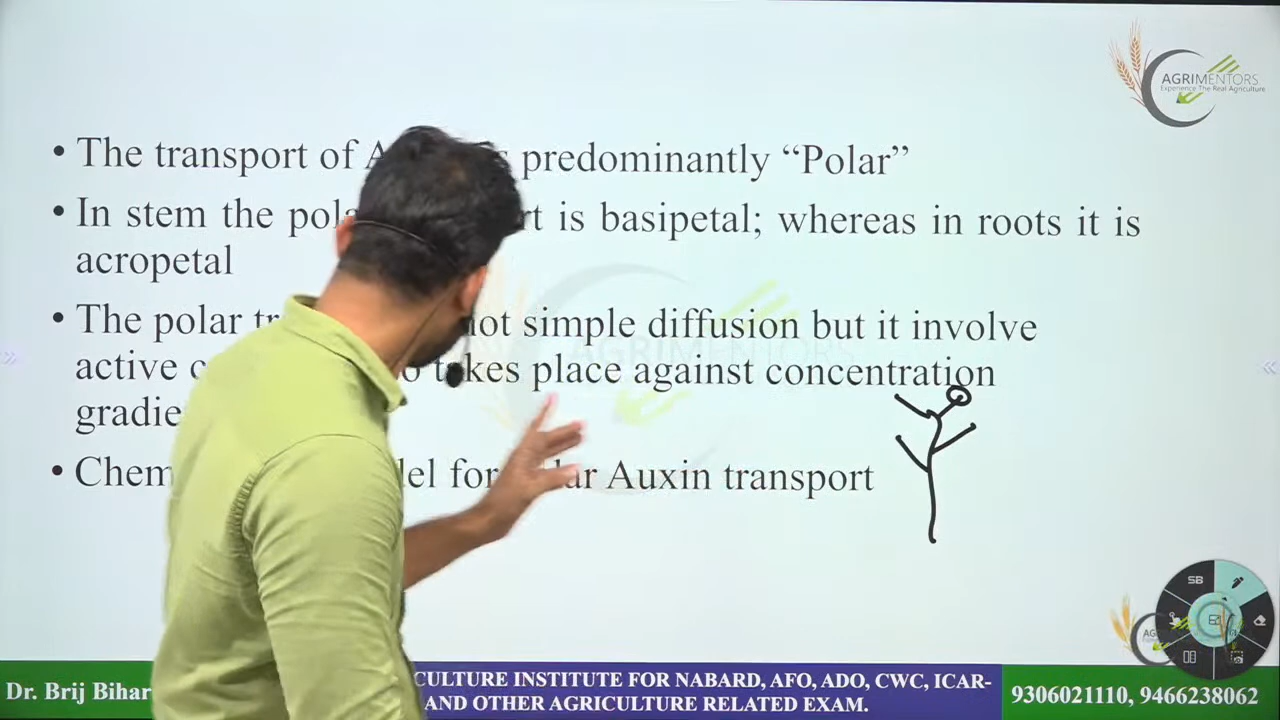 AGRIMENTORS
Experience The Real Agriculture
• The transport of A predominantly “Polar”
• In stem the pola rt is basipetal; whereas in roots it is
acropetal
• The polar tr not simple diffusion but it involve
active takes place against concentration
gradie
• Chem del for Auxin transport
SB
Dr. Brij Bihar
CULTURE INSTITUTE FOR NABARD, AFO, ADO, CWC, ICAR-
AND OTHER AGRICULTURE RELATED EXAM.
9306021110, 9466238062